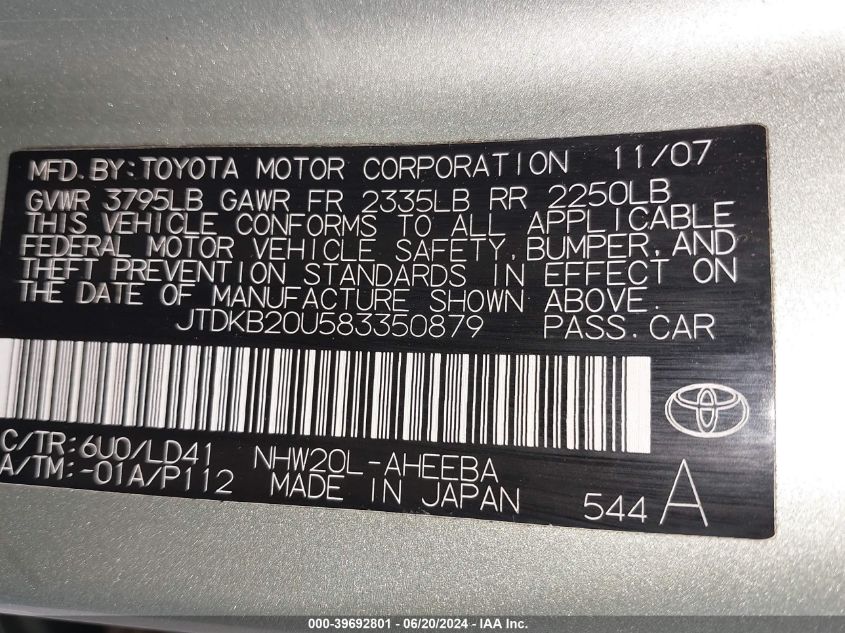 MFD. BY: TOYOTA MOTOR CORPORATION 11/07
GVWR 3795LB GAWR FR 2335LB RR 2250LB
THIS VEHICLE CONFORMS TO ALL APPLICABLE
FEDERAL MOTOR VEHICLE SAFETY, BUMPER, AND
THEFT PREVENTION STANDARDS IN EFFECT ON
THE DATE OF MANUFACTURE SHOWN ABOVE.
JTDKB20U583350879 PASS. CAR
C/TR: 6U0/LD41 NHW20L-AHEEBA
A/TM: -01A/P112 MADE IN JAPAN 544 A
000-39692801 - 06/20/2024 - IAA Inc.